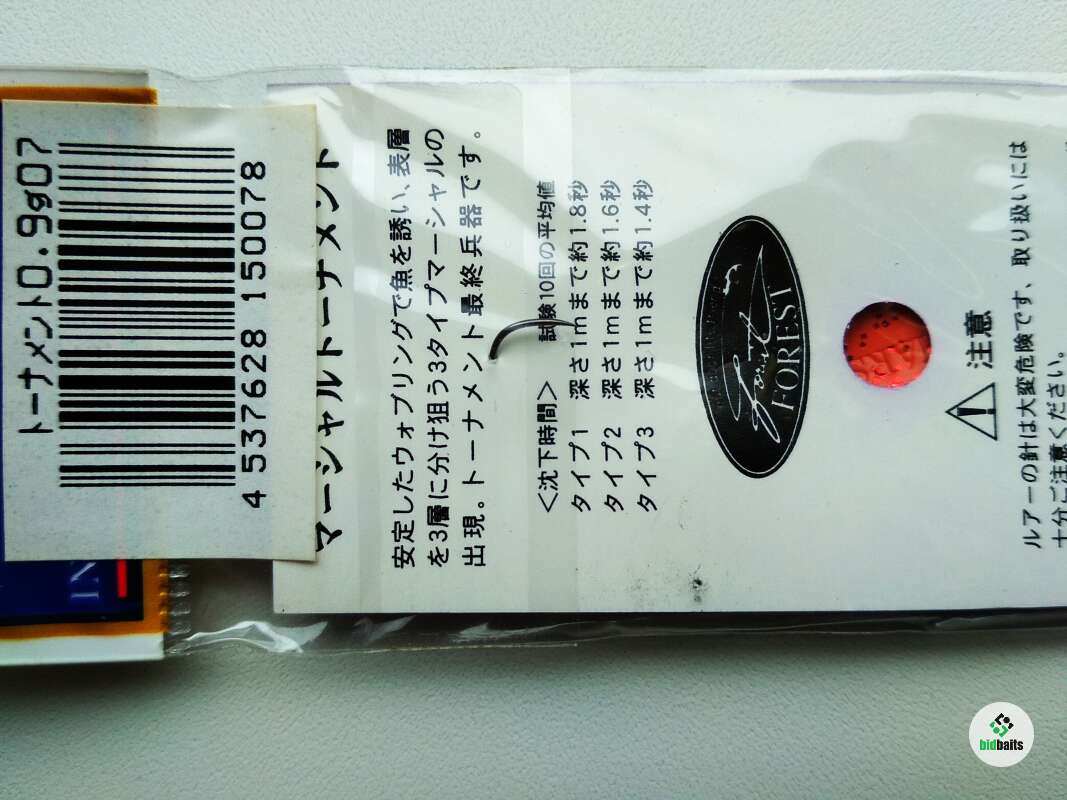 トーナメント0.9g07
4 537628 150078
マーシャルトーナメント
安定したウォブリングで魚を誘い、表層
を3層に分け狙う3タイプマーシャルの
出現。トーナメント最終兵器です。
＜沈下時間＞ 試験10回の平均値
タイプ1 深さ1mまで約1.8秒
タイプ2 深さ1mまで約1.6秒
タイプ3 深さ1mまで約1.4秒
Forest
FOREST
注意
ルアーの針は大変危険です、取り扱いには
十分ご注意ください。
IN
bidbaits